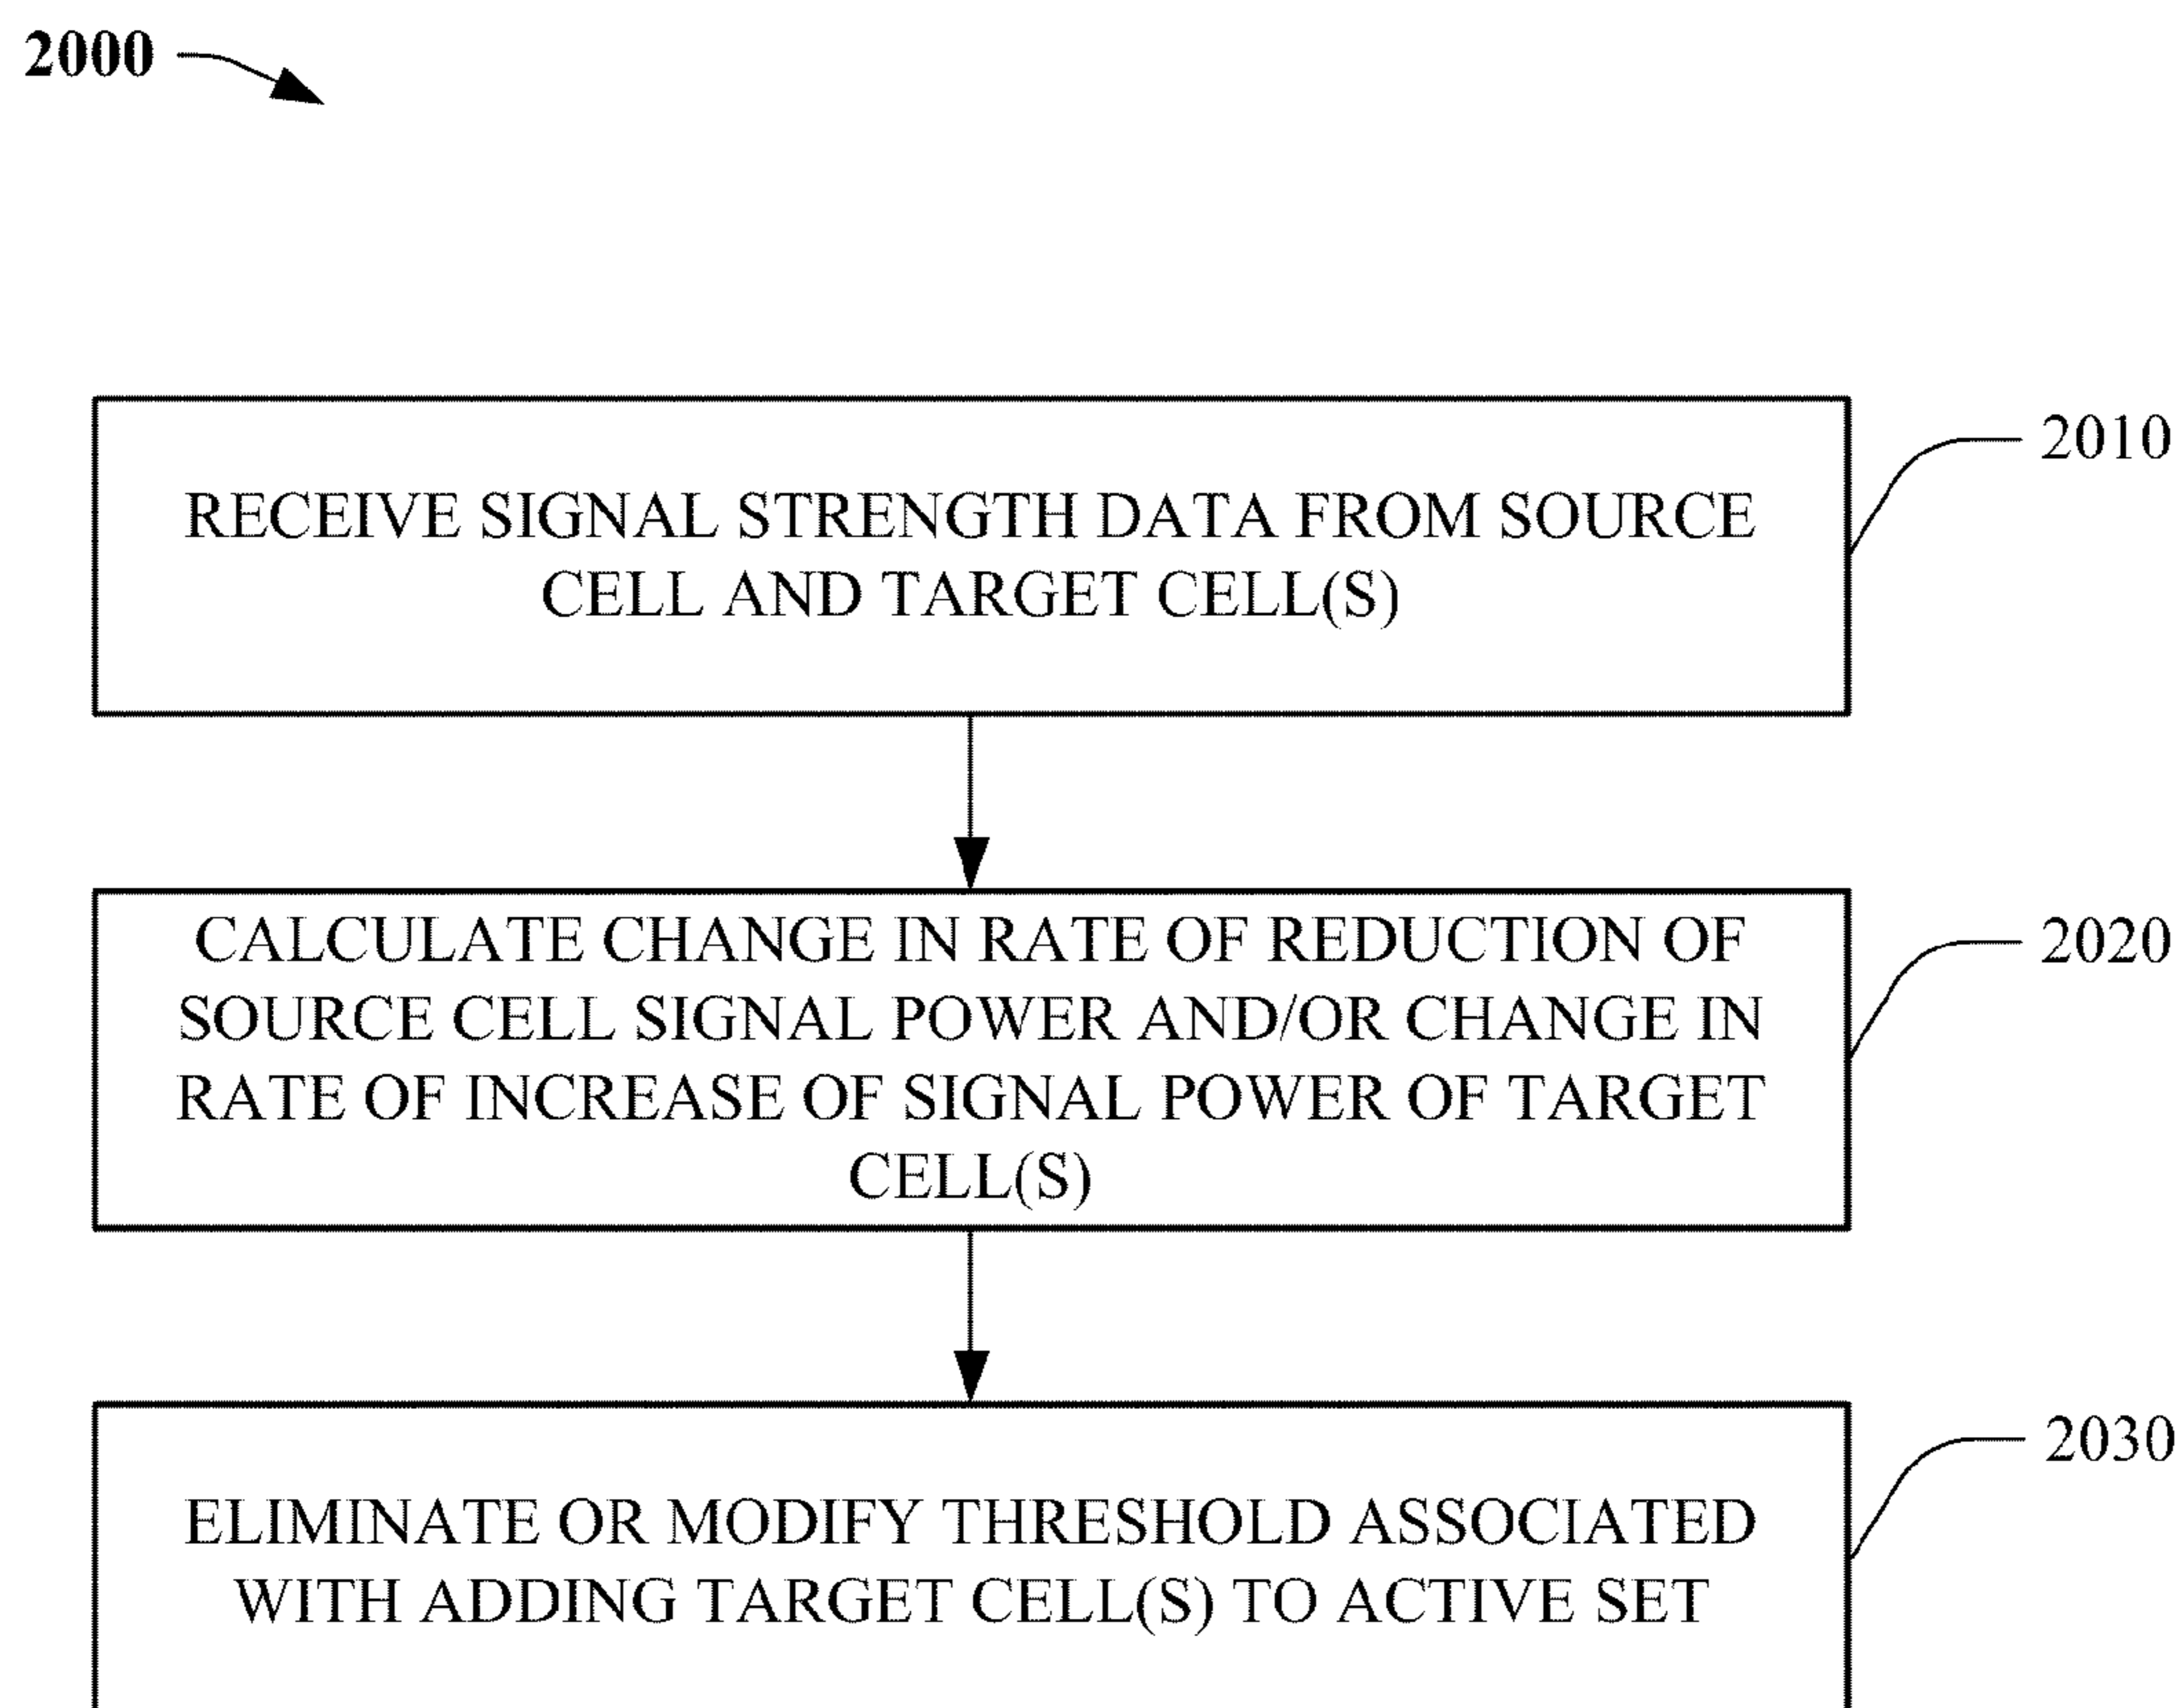 2000
RECEIVE SIGNAL STRENGTH DATA FROM SOURCE
CELL AND TARGET CELL(S)
2010
CALCULATE CHANGE IN RATE OF REDUCTION OF
SOURCE CELL SIGNAL POWER AND/OR CHANGE IN
RATE OF INCREASE OF SIGNAL POWER OF TARGET
CELL(S)
2020
ELIMINATE OR MODIFY THRESHOLD ASSOCIATED
WITH ADDING TARGET CELL(S) TO ACTIVE SET
2030